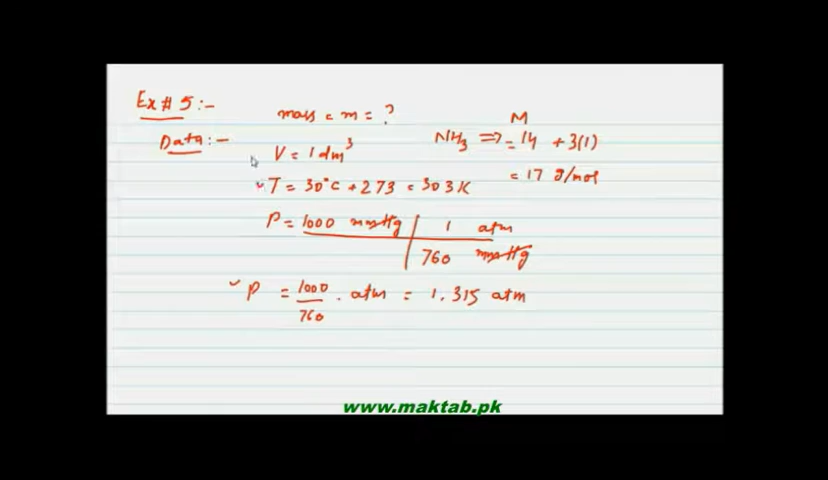 Ex # 5 :-
mass = m = ?
Data :-
M
NH3 => = 14 + 3(1)
V = 1 dm³
= 17 g/mol
T = 30°C + 273 = 303 K
P = 1000 mmHg | 1 atm
760 mmHg
P = 1000/760 . atm = 1.315 atm
www.maktab.pk